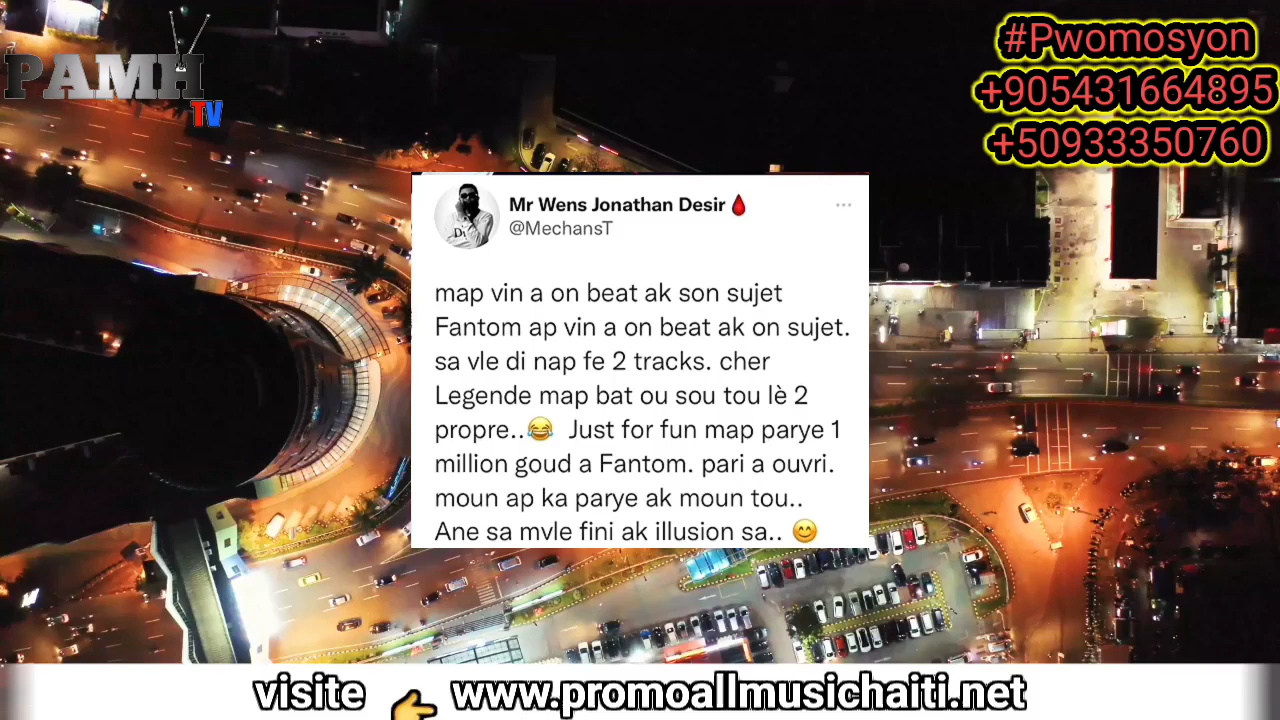 PAMH
TV
#Pwomosyon
+905431664895
+50933350760
Mr Wens Jonathan Desir🩸
@MechansT
map vin a on beat ak son sujet
Fantom ap vin a on beat ak on sujet.
sa vle di nap fe 2 tracks. cher
Legende map bat ou sou tou lè 2
propre..😂 Just for fun map parye 1
million goud a Fantom. pari a ouvri.
moun ap ka parye ak moun tou..
Ane sa mvle fini ak illusion sa.. 😊
visite 👉 www.promoallmusichaiti.net